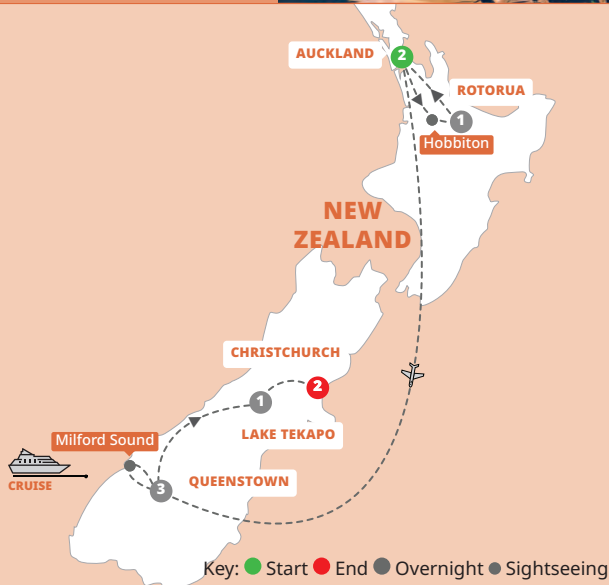 AUCKLAND
2
ROTORUA
1
Hobbiton
NEW
ZEALAND
CHRISTCHURCH
2
1
LAKE TEKAPO
Milford Sound
CRUISE
3
QUEENSTOWN
Key: Start End Overnight Sightseeing